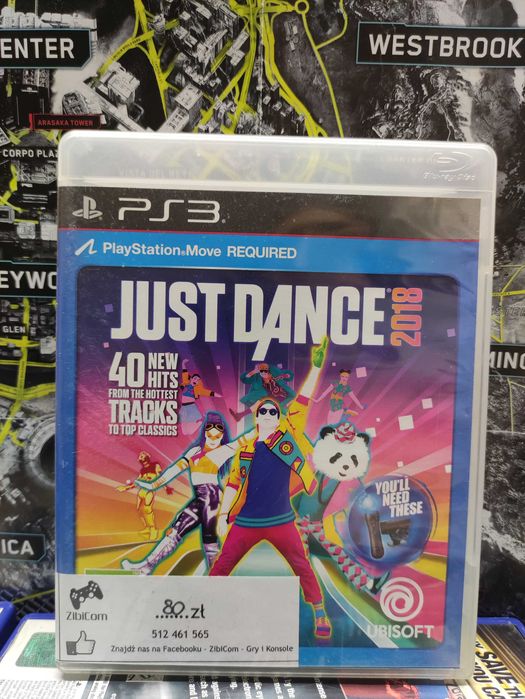 ENTER
WESTBROOK
ARASAKA TOWER
CORPO PLAZ
EYWO
GLEN
MINO
ICA
Blu-ray Disc
PS3
PlayStation®Move REQUIRED
JUST DANCE® 2018
40 NEW
HITS
FROM THE HOTTEST
TRACKS
TO TOP CLASSICS
YOU'LL
NEED
THESE
UBISOFT
ZibiCom
80 zł
512 461 565
Znajdź nas na Facebooku - ZibiCom - Gry i Konsole